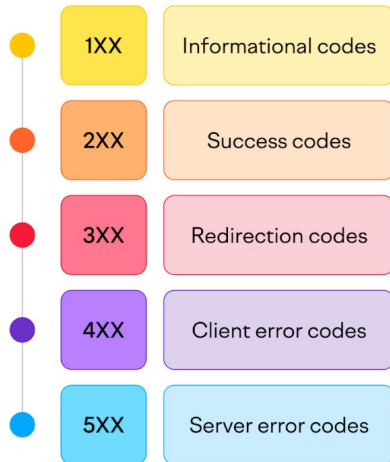 1XX Informational codes
2XX Success codes
3XX Redirection codes
4XX Client error codes
5XX Server error codes